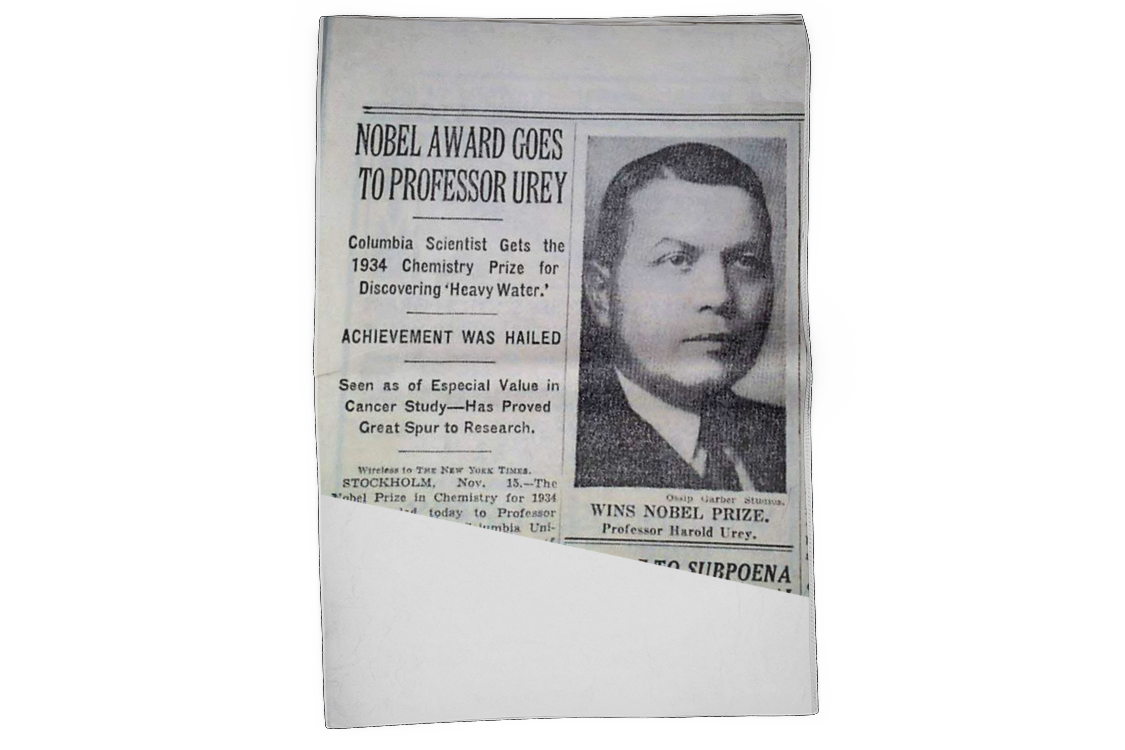 NOBEL AWARD GOES
TO PROFESSOR UREY
Columbia Scientist Gets the
1934 Chemistry Prize for
Discovering 'Heavy Water.'
ACHIEVEMENT WAS HAILED
Seen as of Especial Value in
Cancer Study—Has Proved
Great Spur to Research.
Wireless to THE NEW YORK TIMES.
STOCKHOLM, Nov. 15.—The
Nobel Prize in Chemistry for 1934
today to Professor
Uni-
Ossip Garber Studios.
WINS NOBEL PRIZE.
Professor Harold Urey.
TO SUBPOENA